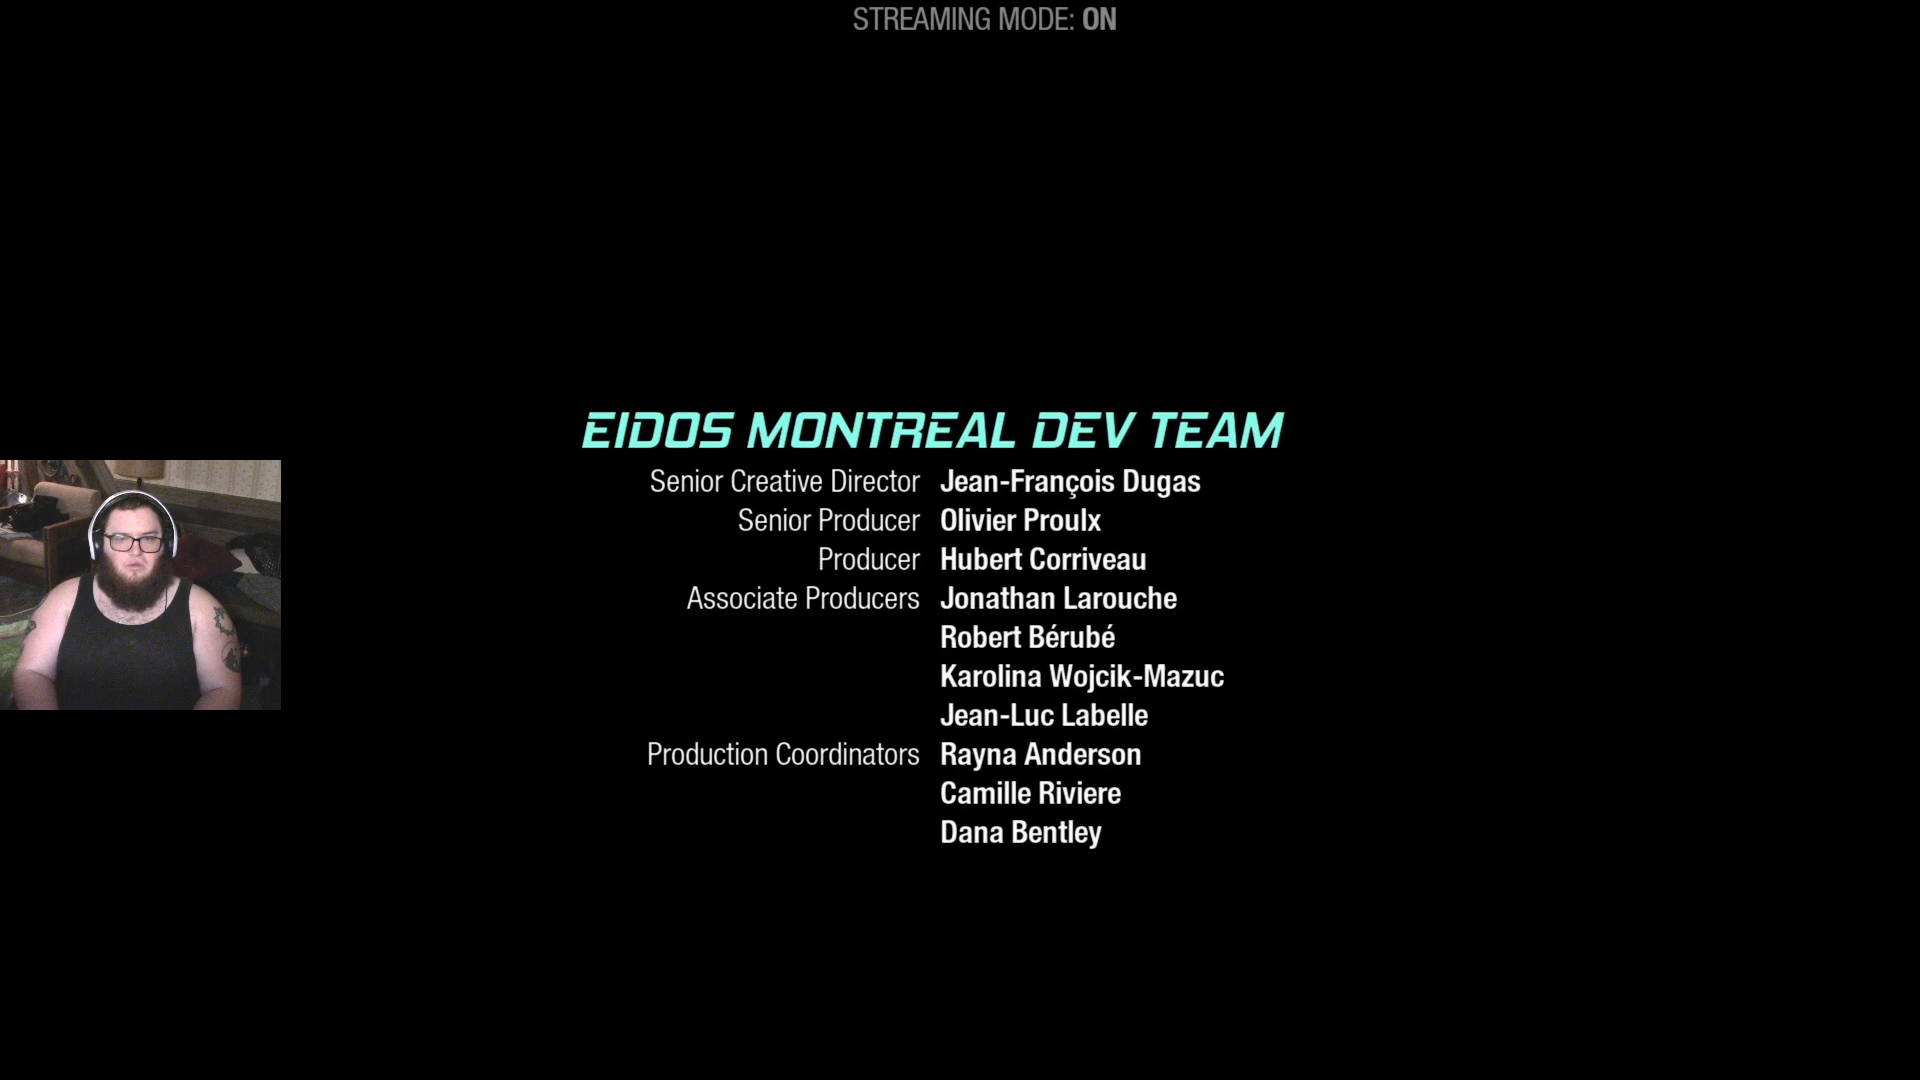 STREAMING MODE: ON
EIDOS MONTREAL DEV TEAM
Senior Creative Director Jean-François Dugas
Senior Producer Olivier Proulx
Producer Hubert Corriveau
Associate Producers Jonathan Larouche
Robert Bérubé
Karolina Wojcik-Mazuc
Jean-Luc Labelle
Production Coordinators Rayna Anderson
Camille Riviere
Dana Bentley